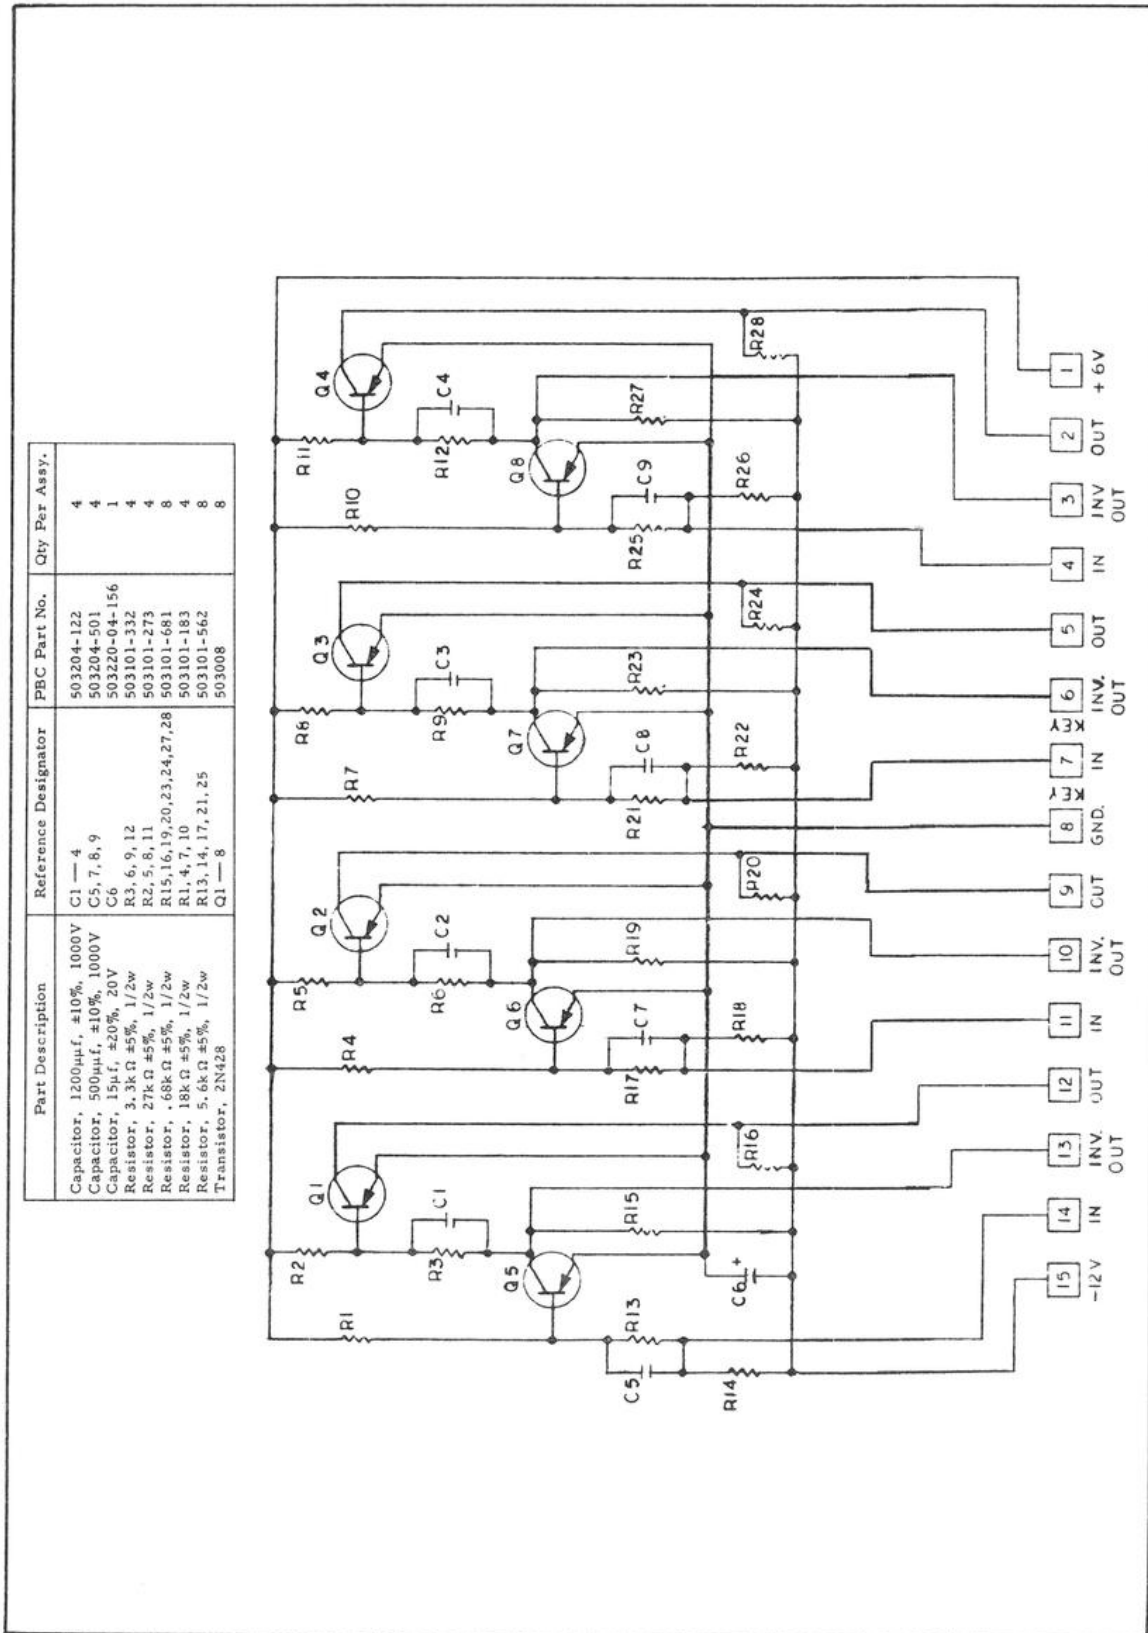 Part Description Reference Designator PBC Part No. Qty Per Assy.
Capacitor, 1200µµf, ±10%, 1000V C1 — 4 503204-122 4
Capacitor, 500µµf, ±10%, 1000V C5, 7, 8, 9 503204-501 4
Capacitor, 15µf, ±20%, 20V C6 503220-04-156 1
Resistor, 3.3kΩ ±5%, 1/2w R3, 6, 9, 12 503101-332 4
Resistor, 27kΩ ±5%, 1/2w R2, 5, 8, 11 503101-273 4
Resistor, .68kΩ ±5%, 1/2w R15,16,19,20,23,24,27,28 503101-681 8
Resistor, 18kΩ ±5%, 1/2w R1, 4, 7, 10 503101-183 4
Resistor, 5.6kΩ ±5%, 1/2w R13, 14, 17, 21, 25 503101-562 8
Transistor, 2N428 Q1 — 8 503008 8
Q1
Q2
Q3
Q4
R2
R5
R8
R11
R1
R4
R7
R10
R3
C1
R6
C2
R9
C3
R12
C4
Q5
Q6
Q7
Q8
C5
R13
R17
C7
R21
C8
R25
C9
R15
R19
R23
R27
R14
C6 +
R16
R18
R20
R22
R24
R26
R28
15
-12V
14
IN
13
INV. OUT
12
OUT
11
IN
10
INV. OUT
9
OUT
8
GND.
KEY
7
IN
KEY
6
INV. OUT
5
OUT
4
IN
3
INV OUT
2
OUT
1
+6V